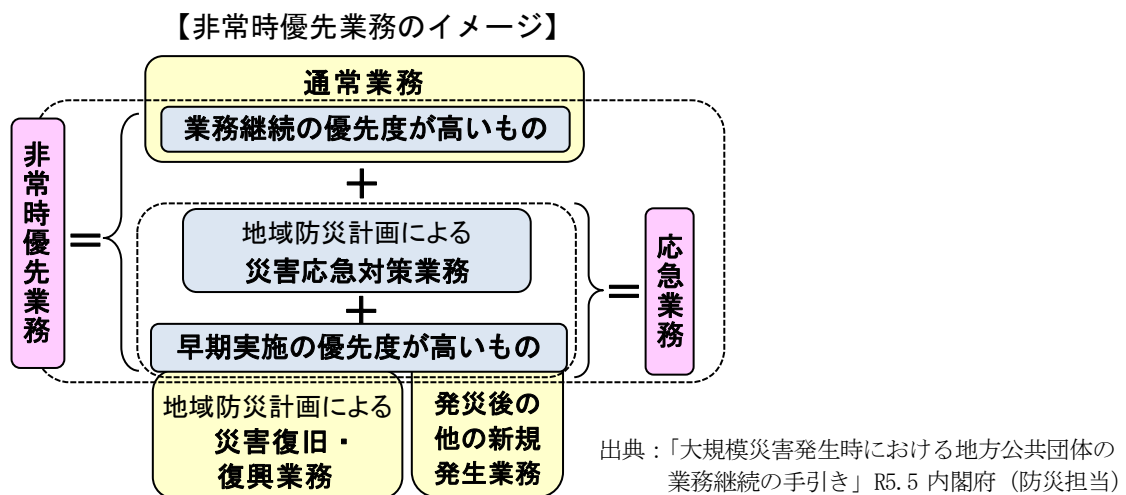 【非常時優先業務のイメージ】
通常業務
業務継続の優先度が高いもの
+
非常時優先業務
=
地域防災計画による
災害応急対策業務
+
早期実施の優先度が高いもの
=
応急業務
地域防災計画による
災害復旧・
復興業務
発災後の
他の新規
発生業務
出典：「大規模災害発生時における地方公共団体の
業務継続の手引き」R5.5 内閣府（防災担当）